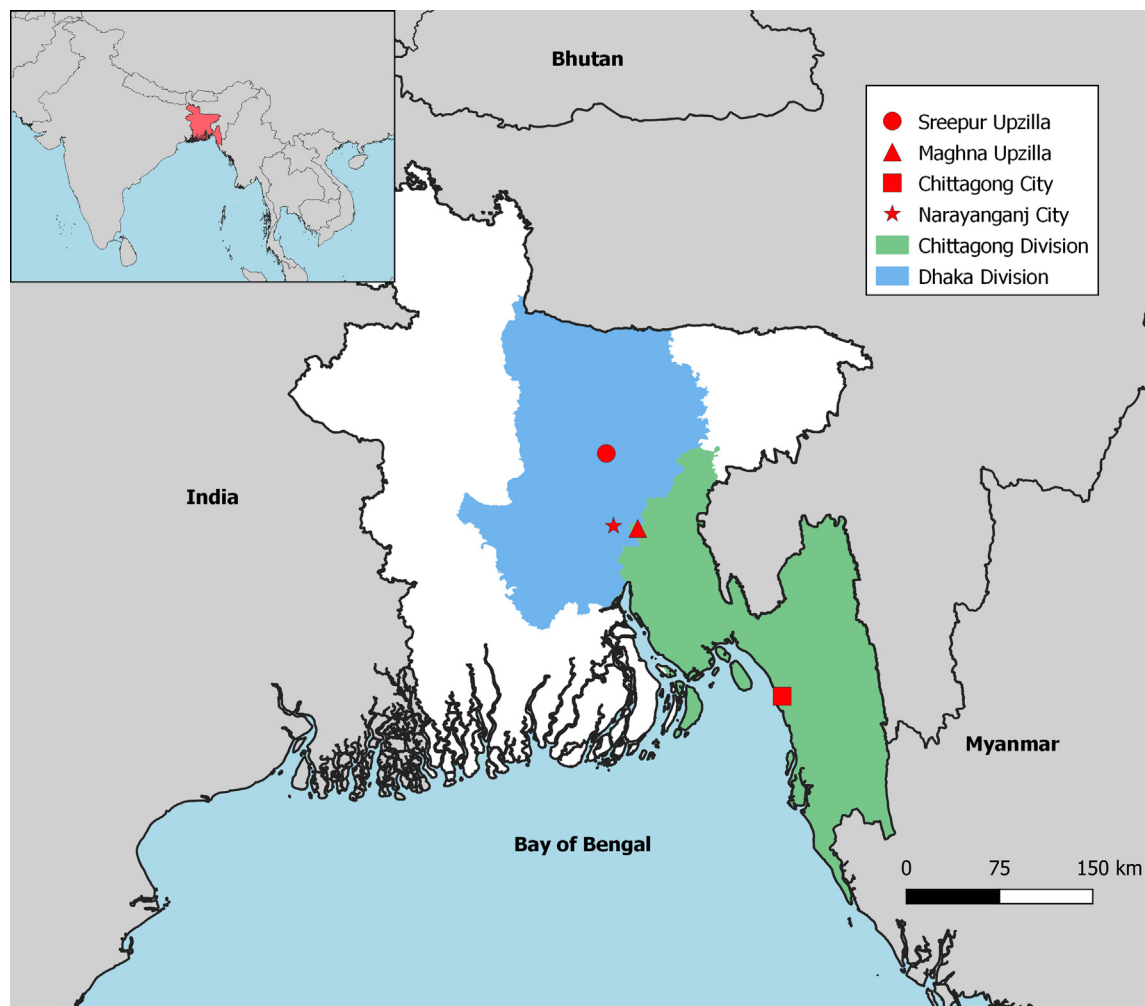 Bhutan
Sreepur Upzilla
Maghna Upzilla
Chittagong City
Narayanganj City
Chittagong Division
Dhaka Division
India
Myanmar
Bay of Bengal
0 75 150 km